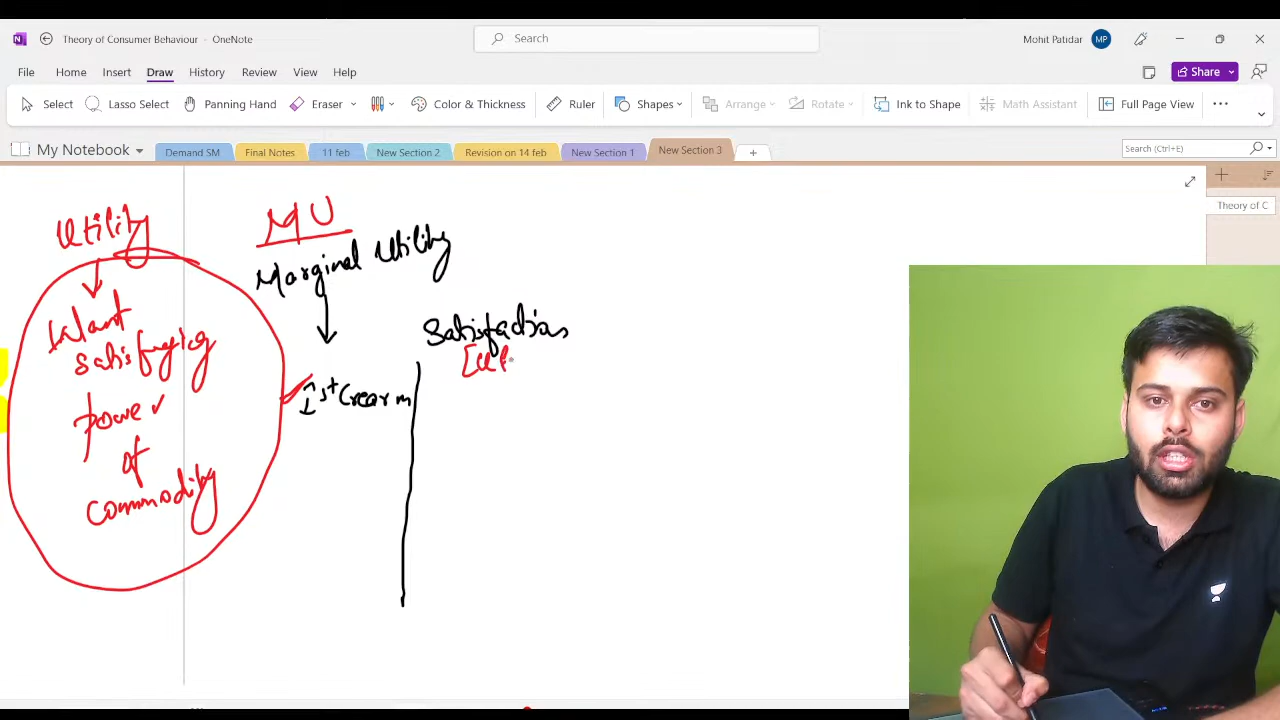 Theory of Consumer Behaviour - OneNote
Search
Mohit Patidar
MP
File Home Insert Draw History Review View Help
Share
Select Lasso Select Panning Hand Eraser Color & Thickness Ruler Shapes Arrange Rotate Ink to Shape Math Assistant Full Page View
My Notebook
Demand SM
Final Notes
11 feb
New Section 2
Revision on 14 feb
New Section 1
New Section 3
Search (Ctrl+E)
Theory of C
Utility
Want
satisfying
power
of
commodity
MU
Marginal Utility
Satisfaction